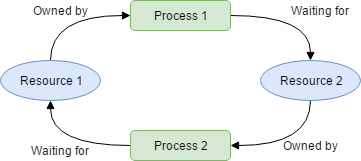 Owned by
Process 1
Waiting for
Resource 1
Resource 2
Waiting for
Process 2
Owned by